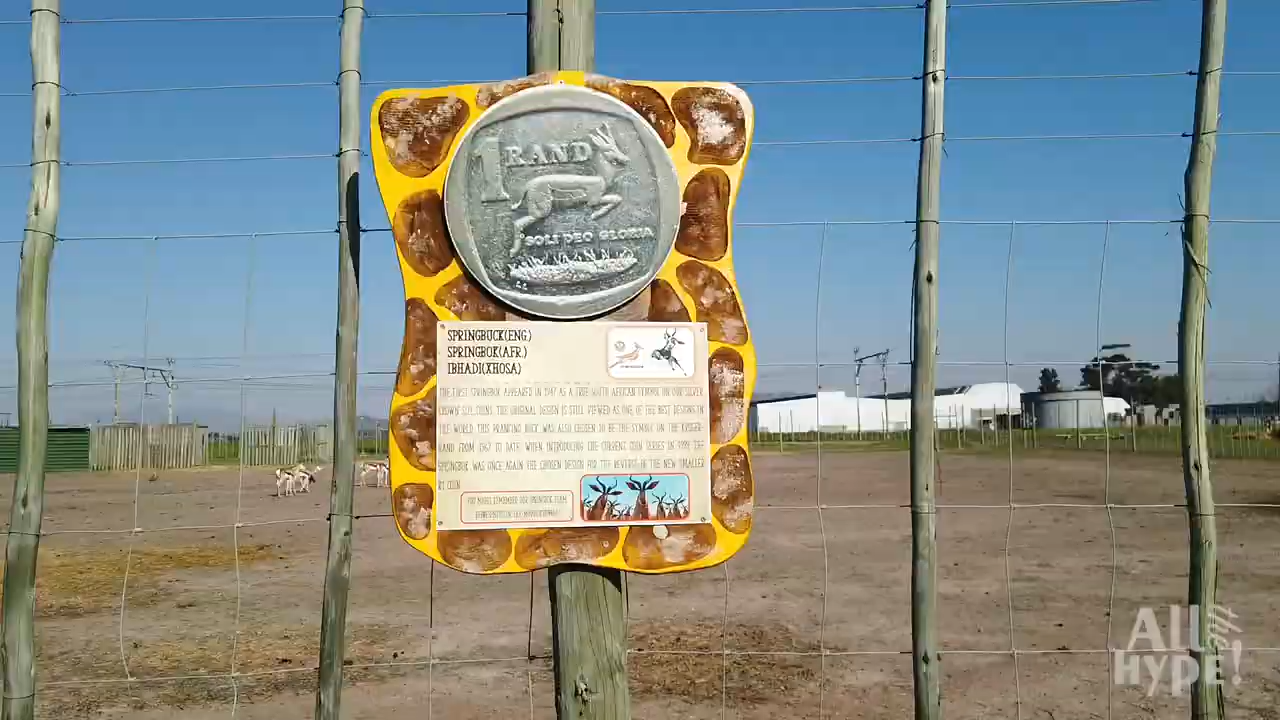 1 RAND
SOLI DEO GLORIA
SPRINGBUCK(ENG.)
SPRINGBOK(AFR.)
IBHADI(XHOSA)
THE FIRST SPRINGBOK APPEARED IN 1947 AS A TRUE SOUTH AFRICAN SYMBOL ON OUR SILVER
CROWN 5/- COINS. THE ORIGINAL DESIGN IS STILL VIEWED AS ONE OF THE BEST DESIGNS IN
THE WORLD THIS PRANCING BUCK WAS ALSO CHOSEN TO BE THE SYMBOL ON THE KRUGER
RAND FROM 1967 TO DATE. WHEN INTRODUCING THE CURRENT COIN SERIES IN 1989 THE
SPRINGBOK WAS ONCE AGAIN THE CHOSEN DESIGN FOR THE REVERSE OF THE NEW SMALLER
R1 COIN
ALL
HYPE!